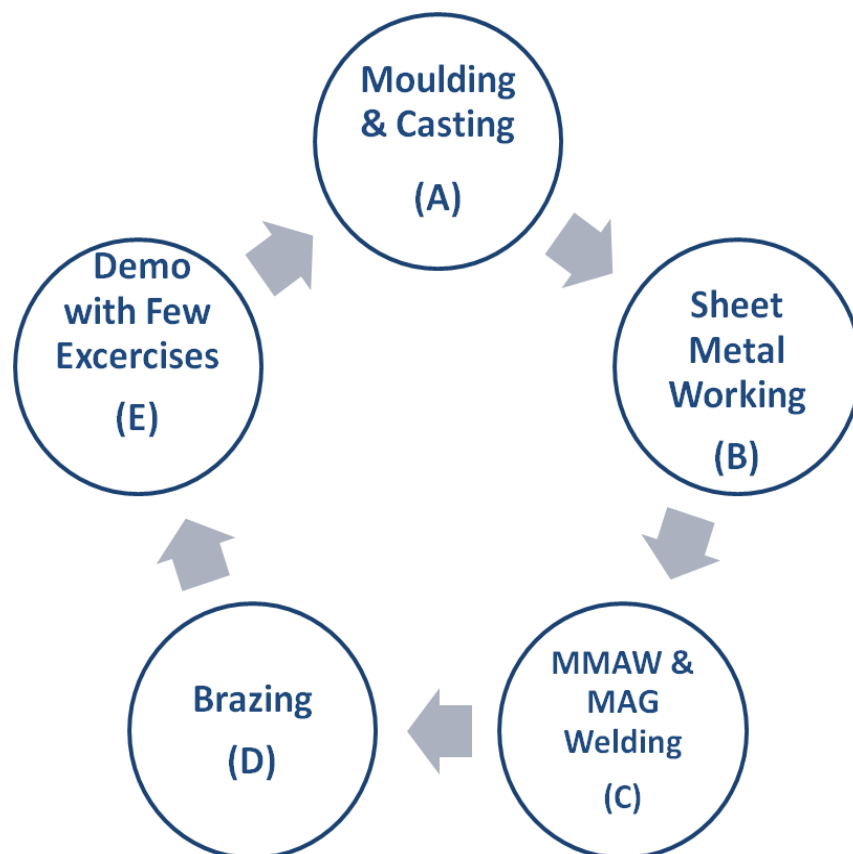 Moulding
& Casting
(A)
Sheet
Metal
Working
(B)
MMAW &
MAG
Welding
(C)
Brazing
(D)
Demo
with Few
Excercises
(E)